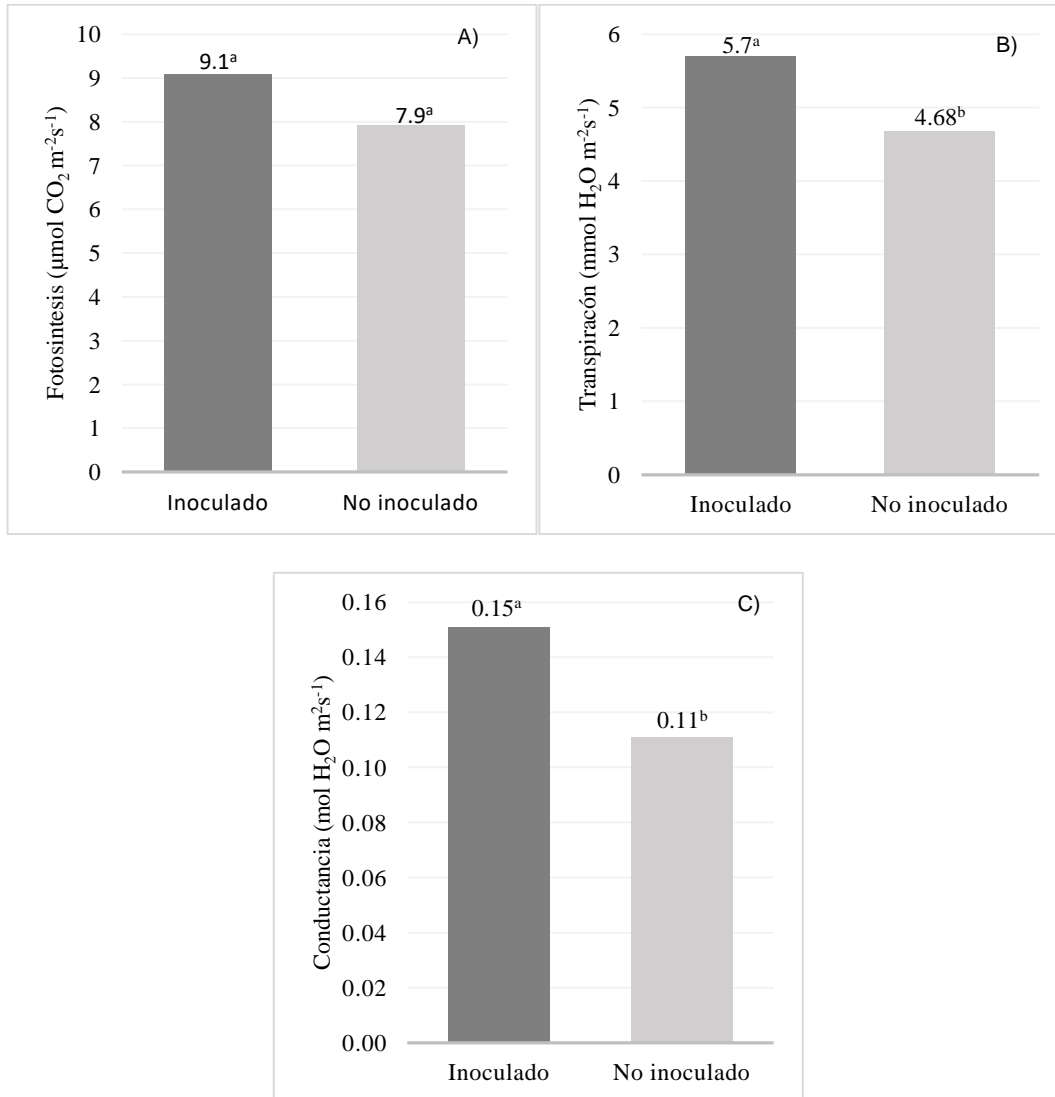 A)
Fotosíntesis (µmol CO₂ m⁻²s⁻¹)
10
9
8
7
6
5
4
3
2
1
0
9.1ᵃ
7.9ᵃ
Inoculado
No inoculado
B)
Transpiracón (mmol H₂O m⁻²s⁻¹)
6
5
4
3
2
1
0
5.7ᵃ
4.68ᵇ
Inoculado
No inoculado
C)
Conductancia (mol H₂O m²s⁻¹)
0.16
0.14
0.12
0.10
0.08
0.06
0.04
0.02
0.00
0.15ᵃ
0.11ᵇ
Inoculado
No inoculado